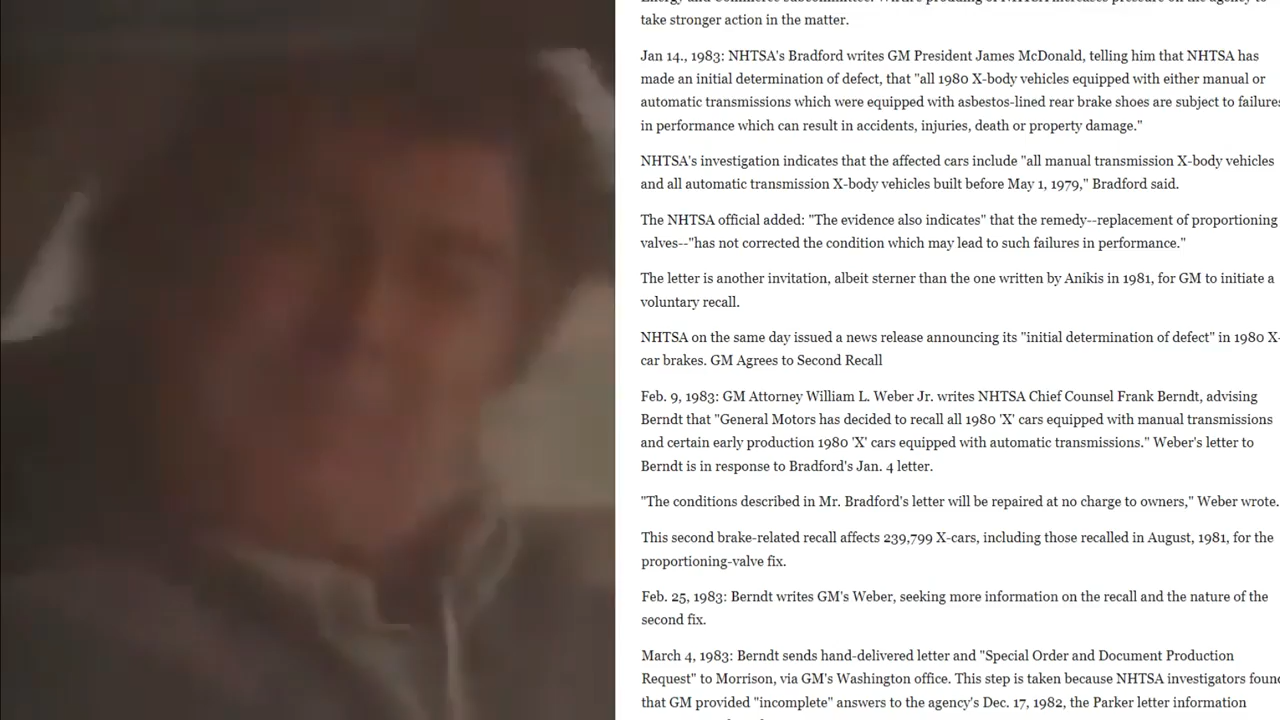 take stronger action in the matter.
Jan 14., 1983: NHTSA's Bradford writes GM President James McDonald, telling him that NHTSA has
made an initial determination of defect, that "all 1980 X-body vehicles equipped with either manual or
automatic transmissions which were equipped with asbestos-lined rear brake shoes are subject to failures
in performance which can result in accidents, injuries, death or property damage."
NHTSA's investigation indicates that the affected cars include "all manual transmission X-body vehicles
and all automatic transmission X-body vehicles built before May 1, 1979," Bradford said.
The NHTSA official added: "The evidence also indicates" that the remedy--replacement of proportioning
valves--"has not corrected the condition which may lead to such failures in performance."
The letter is another invitation, albeit sterner than the one written by Anikis in 1981, for GM to initiate a
voluntary recall.
NHTSA on the same day issued a news release announcing its "initial determination of defect" in 1980 X-
car brakes. GM Agrees to Second Recall
Feb. 9, 1983: GM Attorney William L. Weber Jr. writes NHTSA Chief Counsel Frank Berndt, advising
Berndt that "General Motors has decided to recall all 1980 'X' cars equipped with manual transmissions
and certain early production 1980 'X' cars equipped with automatic transmissions." Weber's letter to
Berndt is in response to Bradford's Jan. 4 letter.
"The conditions described in Mr. Bradford's letter will be repaired at no charge to owners," Weber wrote.
This second brake-related recall affects 239,799 X-cars, including those recalled in August, 1981, for the
proportioning-valve fix.
Feb. 25, 1983: Berndt writes GM's Weber, seeking more information on the recall and the nature of the
second fix.
March 4, 1983: Berndt sends hand-delivered letter and "Special Order and Document Production
Request" to Morrison, via GM's Washington office. This step is taken because NHTSA investigators found
that GM provided "incomplete" answers to the agency's Dec. 17, 1982, the Parker letter information